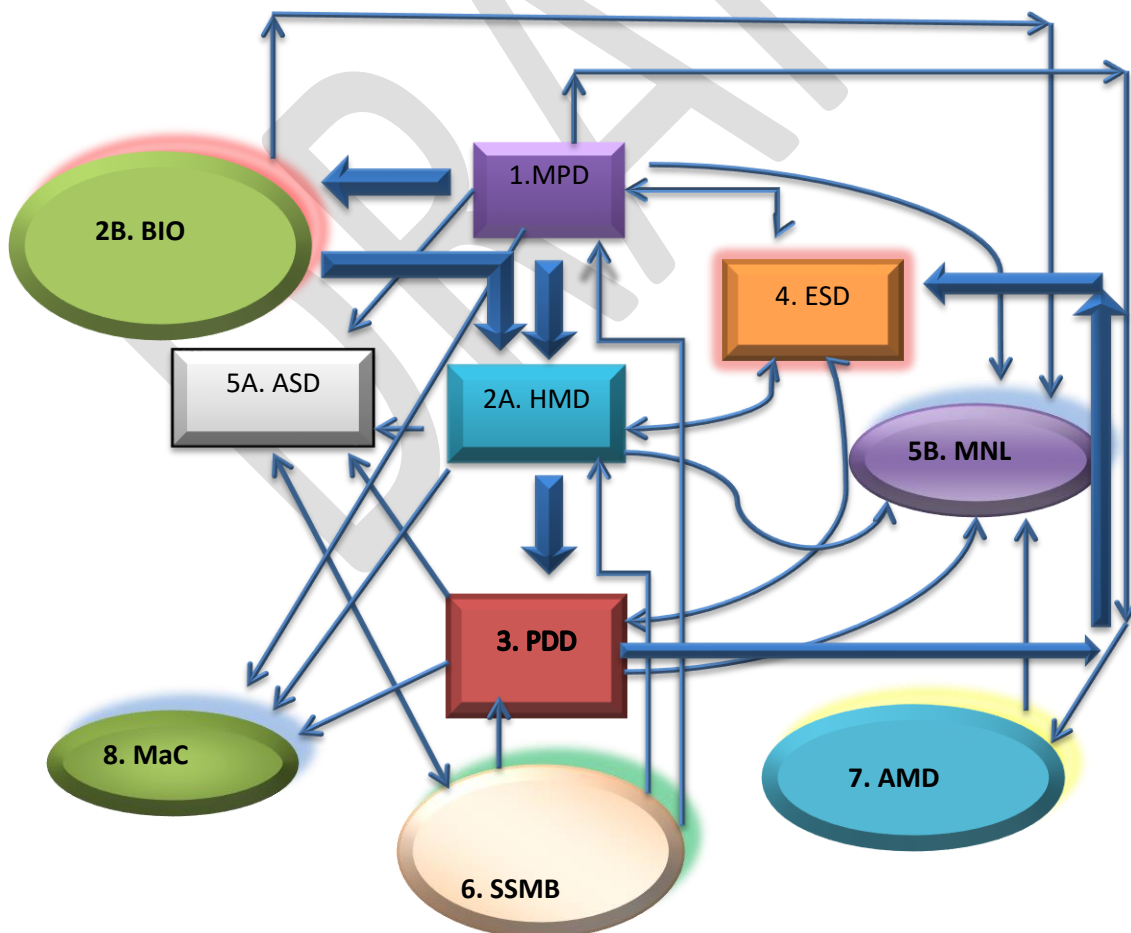 DRAF
1.MPD
2B. BIO
4. ESD
5A. ASD
2A. HMD
5B. MNL
3. PDD
8. MaC
7. AMD
6. SSMB